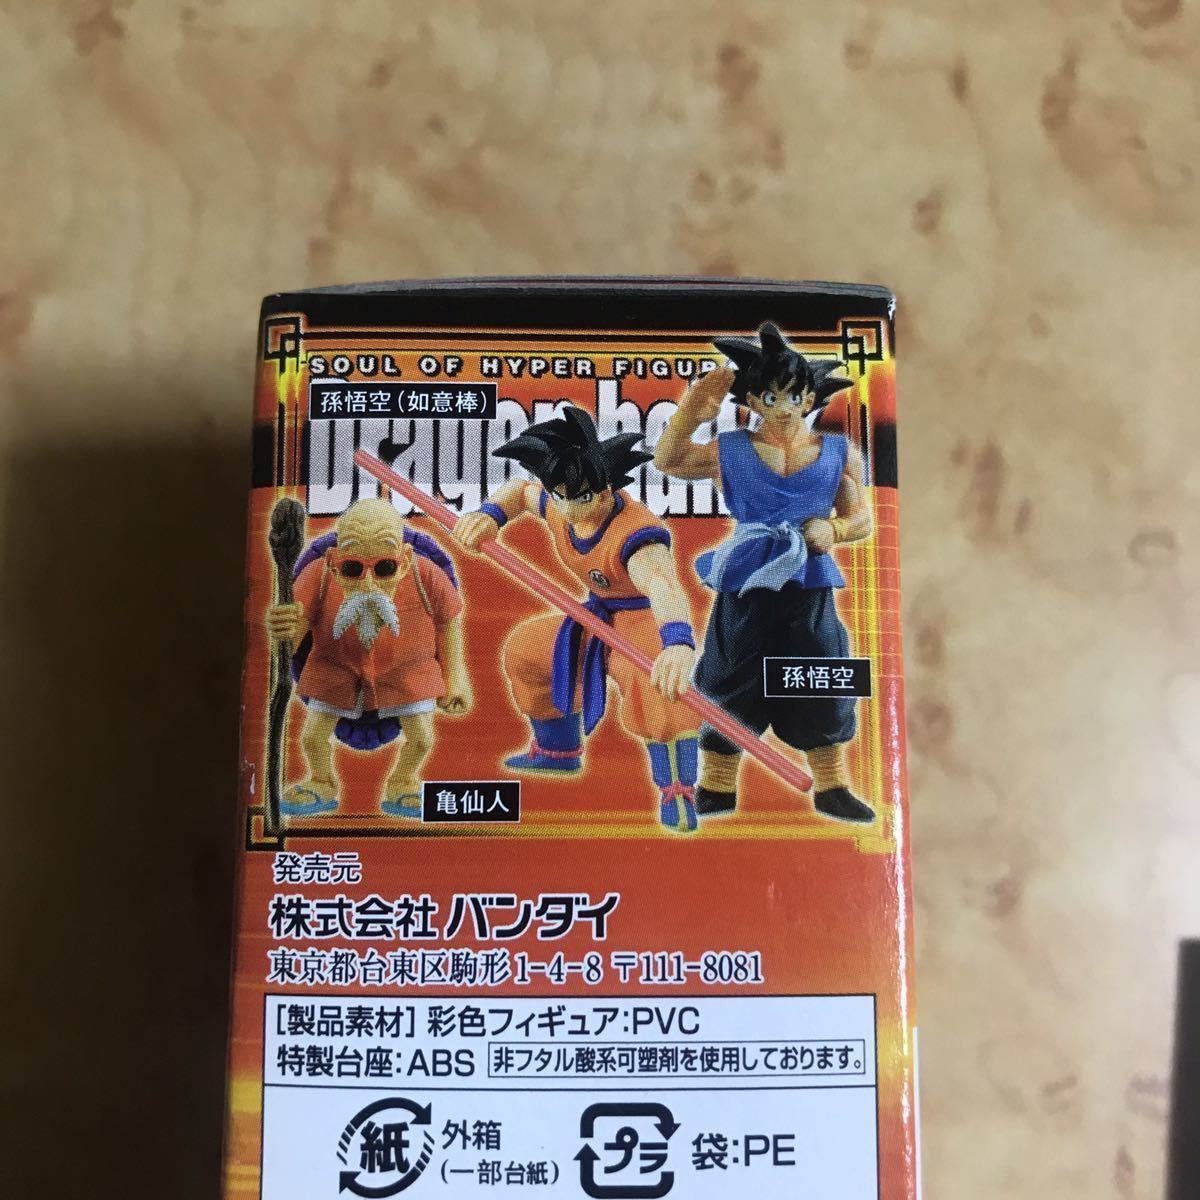 SOUL OF HYPER FIGUR
孫悟空(如意棒)
Dragon
孫悟空
亀仙人
発売元
株式会社 バンダイ
東京都台東区駒形1-4-8 〒111-8081
[製品素材] 彩色フィギュア:PVC
特製台座:ABS 非フタル酸系可塑剤を使用しております。
紙 外箱
(一部台紙)
プラ 袋:PE